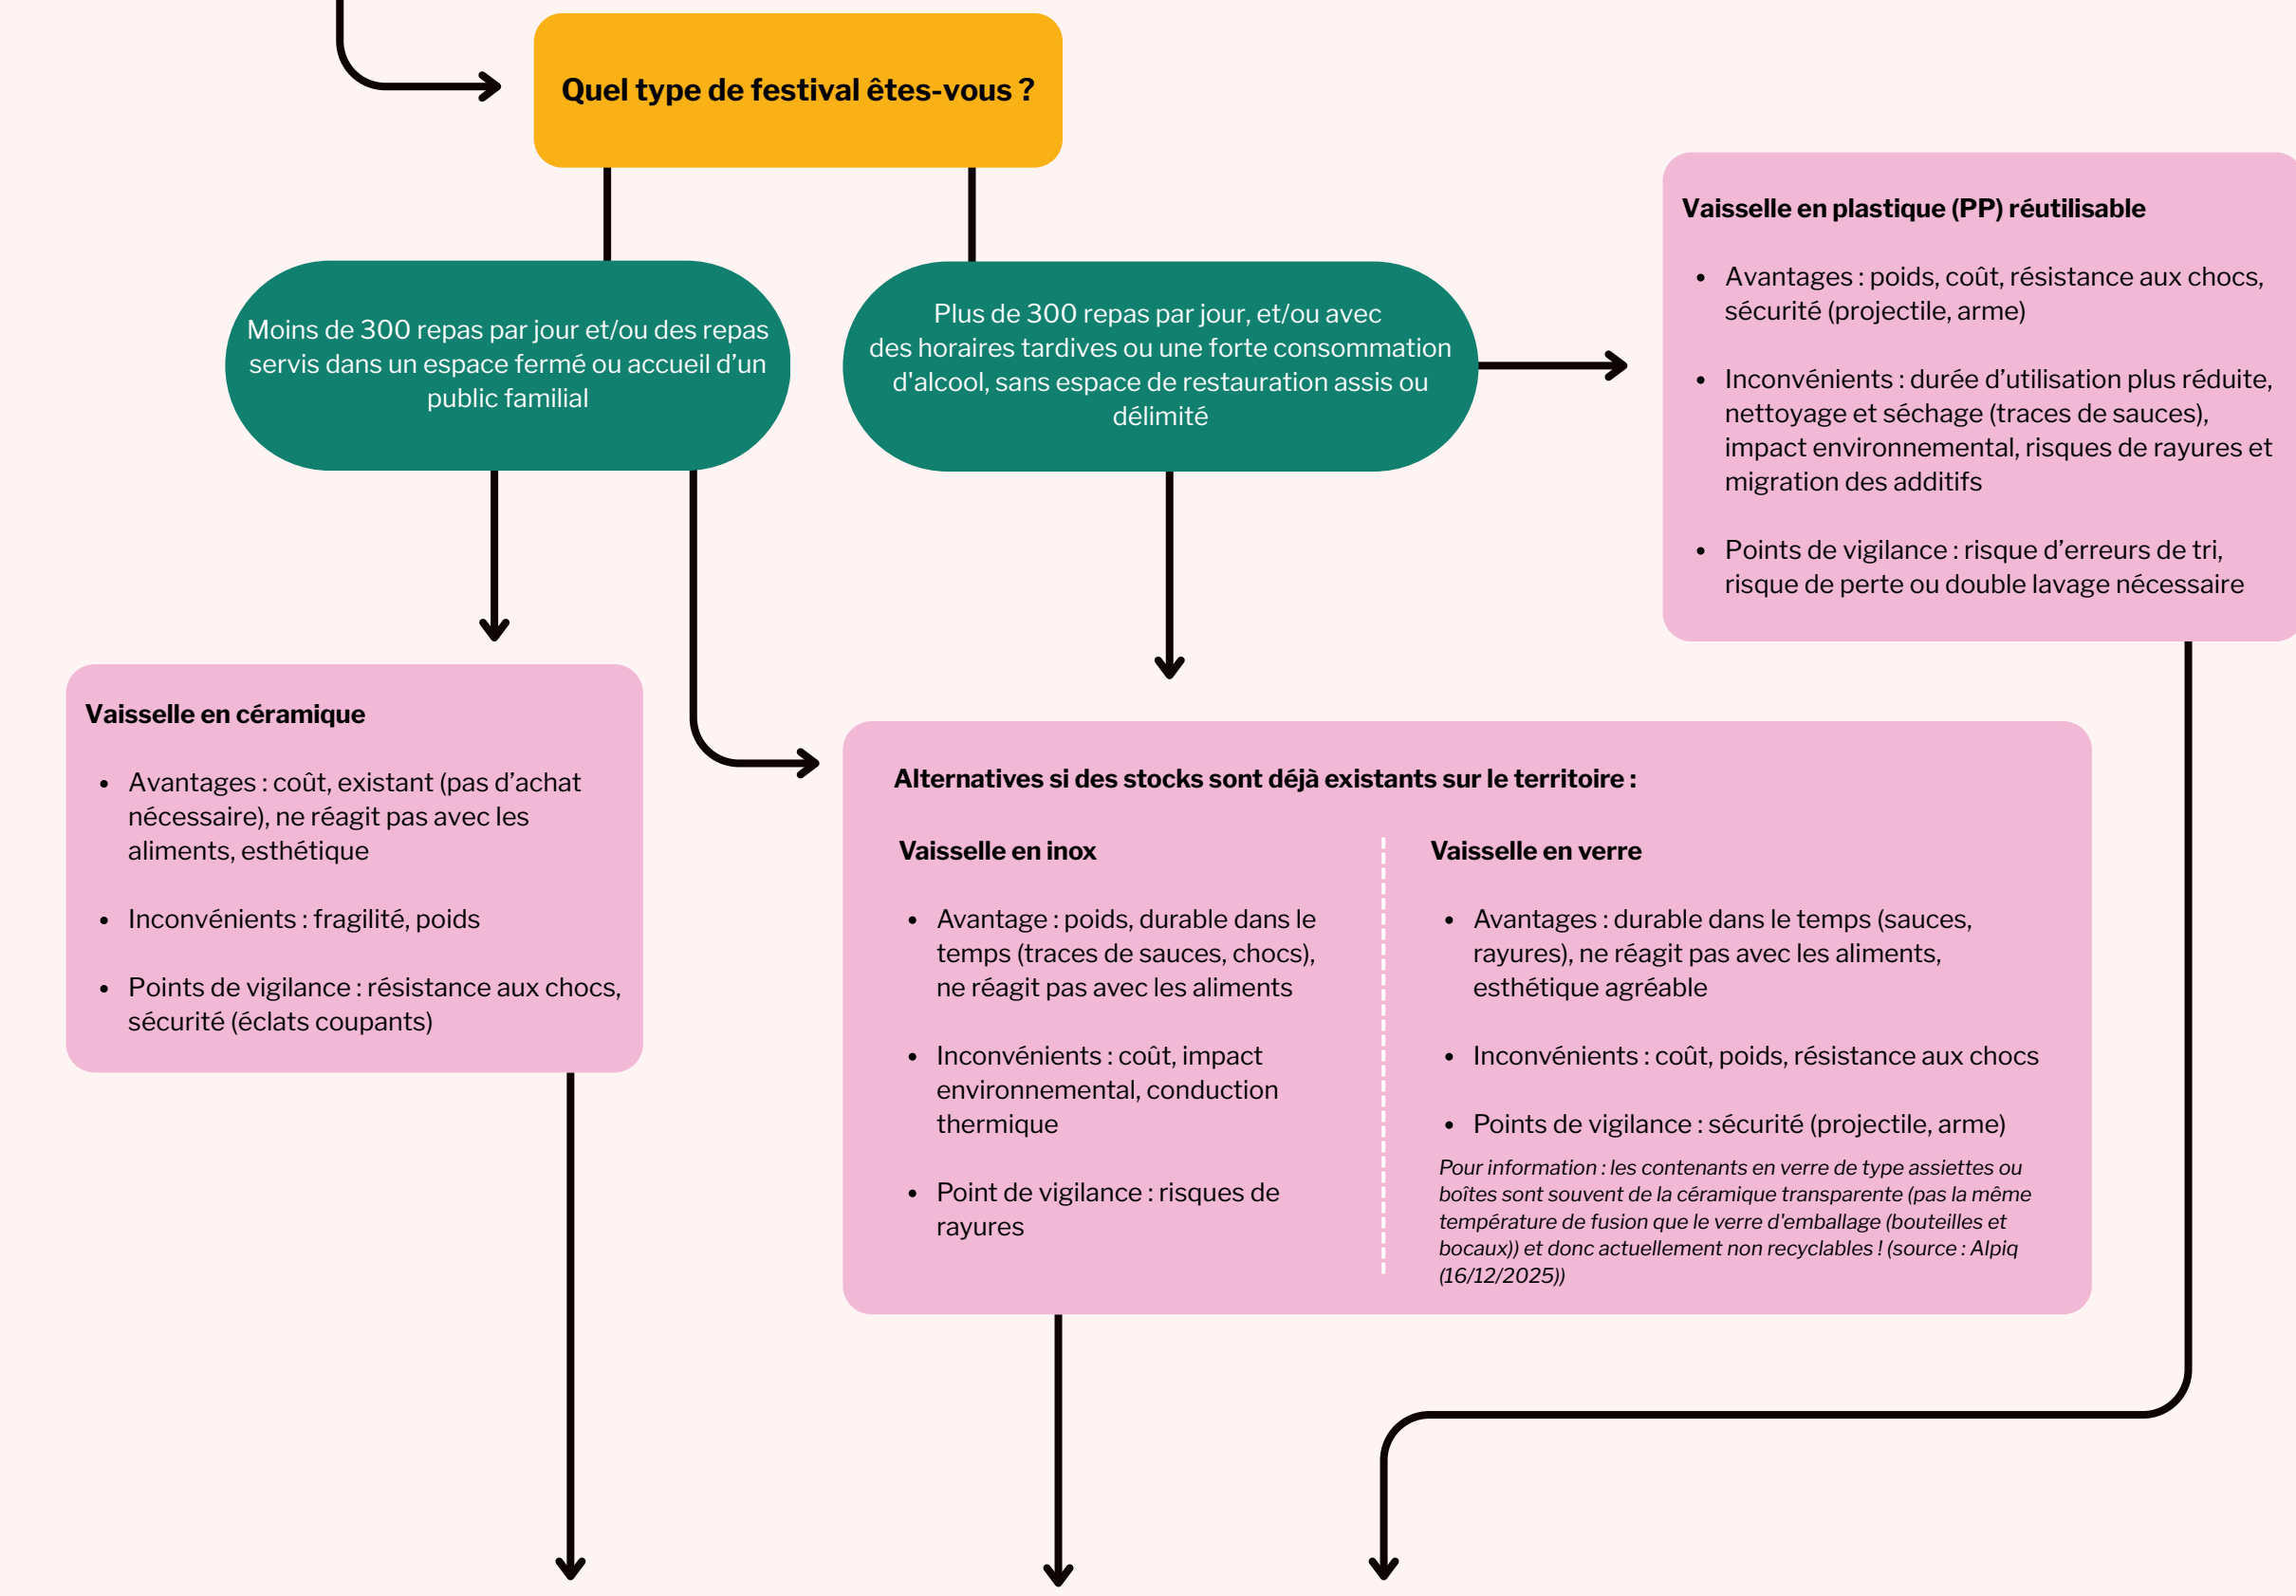 Quel type de festival êtes-vous ?
Moins de 300 repas par jour et/ou des repas
servis dans un espace fermé ou accueil d’un
public familial
Plus de 300 repas par jour, et/ou avec
des horaires tardives ou une forte consommation
d'alcool, sans espace de restauration assis ou
délimité
Vaisselle en plastique (PP) réutilisable
• Avantages : poids, coût, résistance aux chocs,
sécurité (projectile, arme)
• Inconvénients : durée d’utilisation plus réduite,
nettoyage et séchage (traces de sauces),
impact environnemental, risques de rayures et
migration des additifs
• Points de vigilance : risque d’erreurs de tri,
risque de perte ou double lavage nécessaire
Vaisselle en céramique
• Avantages : coût, existant (pas d’achat
nécessaire), ne réagit pas avec les
aliments, esthétique
• Inconvénients : fragilité, poids
• Points de vigilance : résistance aux chocs,
sécurité (éclats coupants)
Alternatives si des stocks sont déjà existants sur le territoire :
Vaisselle en inox
• Avantage : poids, durable dans le
temps (traces de sauces, chocs),
ne réagit pas avec les aliments
• Inconvénients : coût, impact
environnemental, conduction
thermique
• Point de vigilance : risques de
rayures
Vaisselle en verre
• Avantages : durable dans le temps (sauces,
rayures), ne réagit pas avec les aliments,
esthétique agréable
• Inconvénients : coût, poids, résistance aux chocs
• Points de vigilance : sécurité (projectile, arme)
Pour information : les contenants en verre de type assiettes ou
boîtes sont souvent de la céramique transparente (pas la même
température de fusion que le verre d'emballage (bouteilles et
bocaux)) et donc actuellement non recyclables ! (source : Alpiq
(16/12/2025))